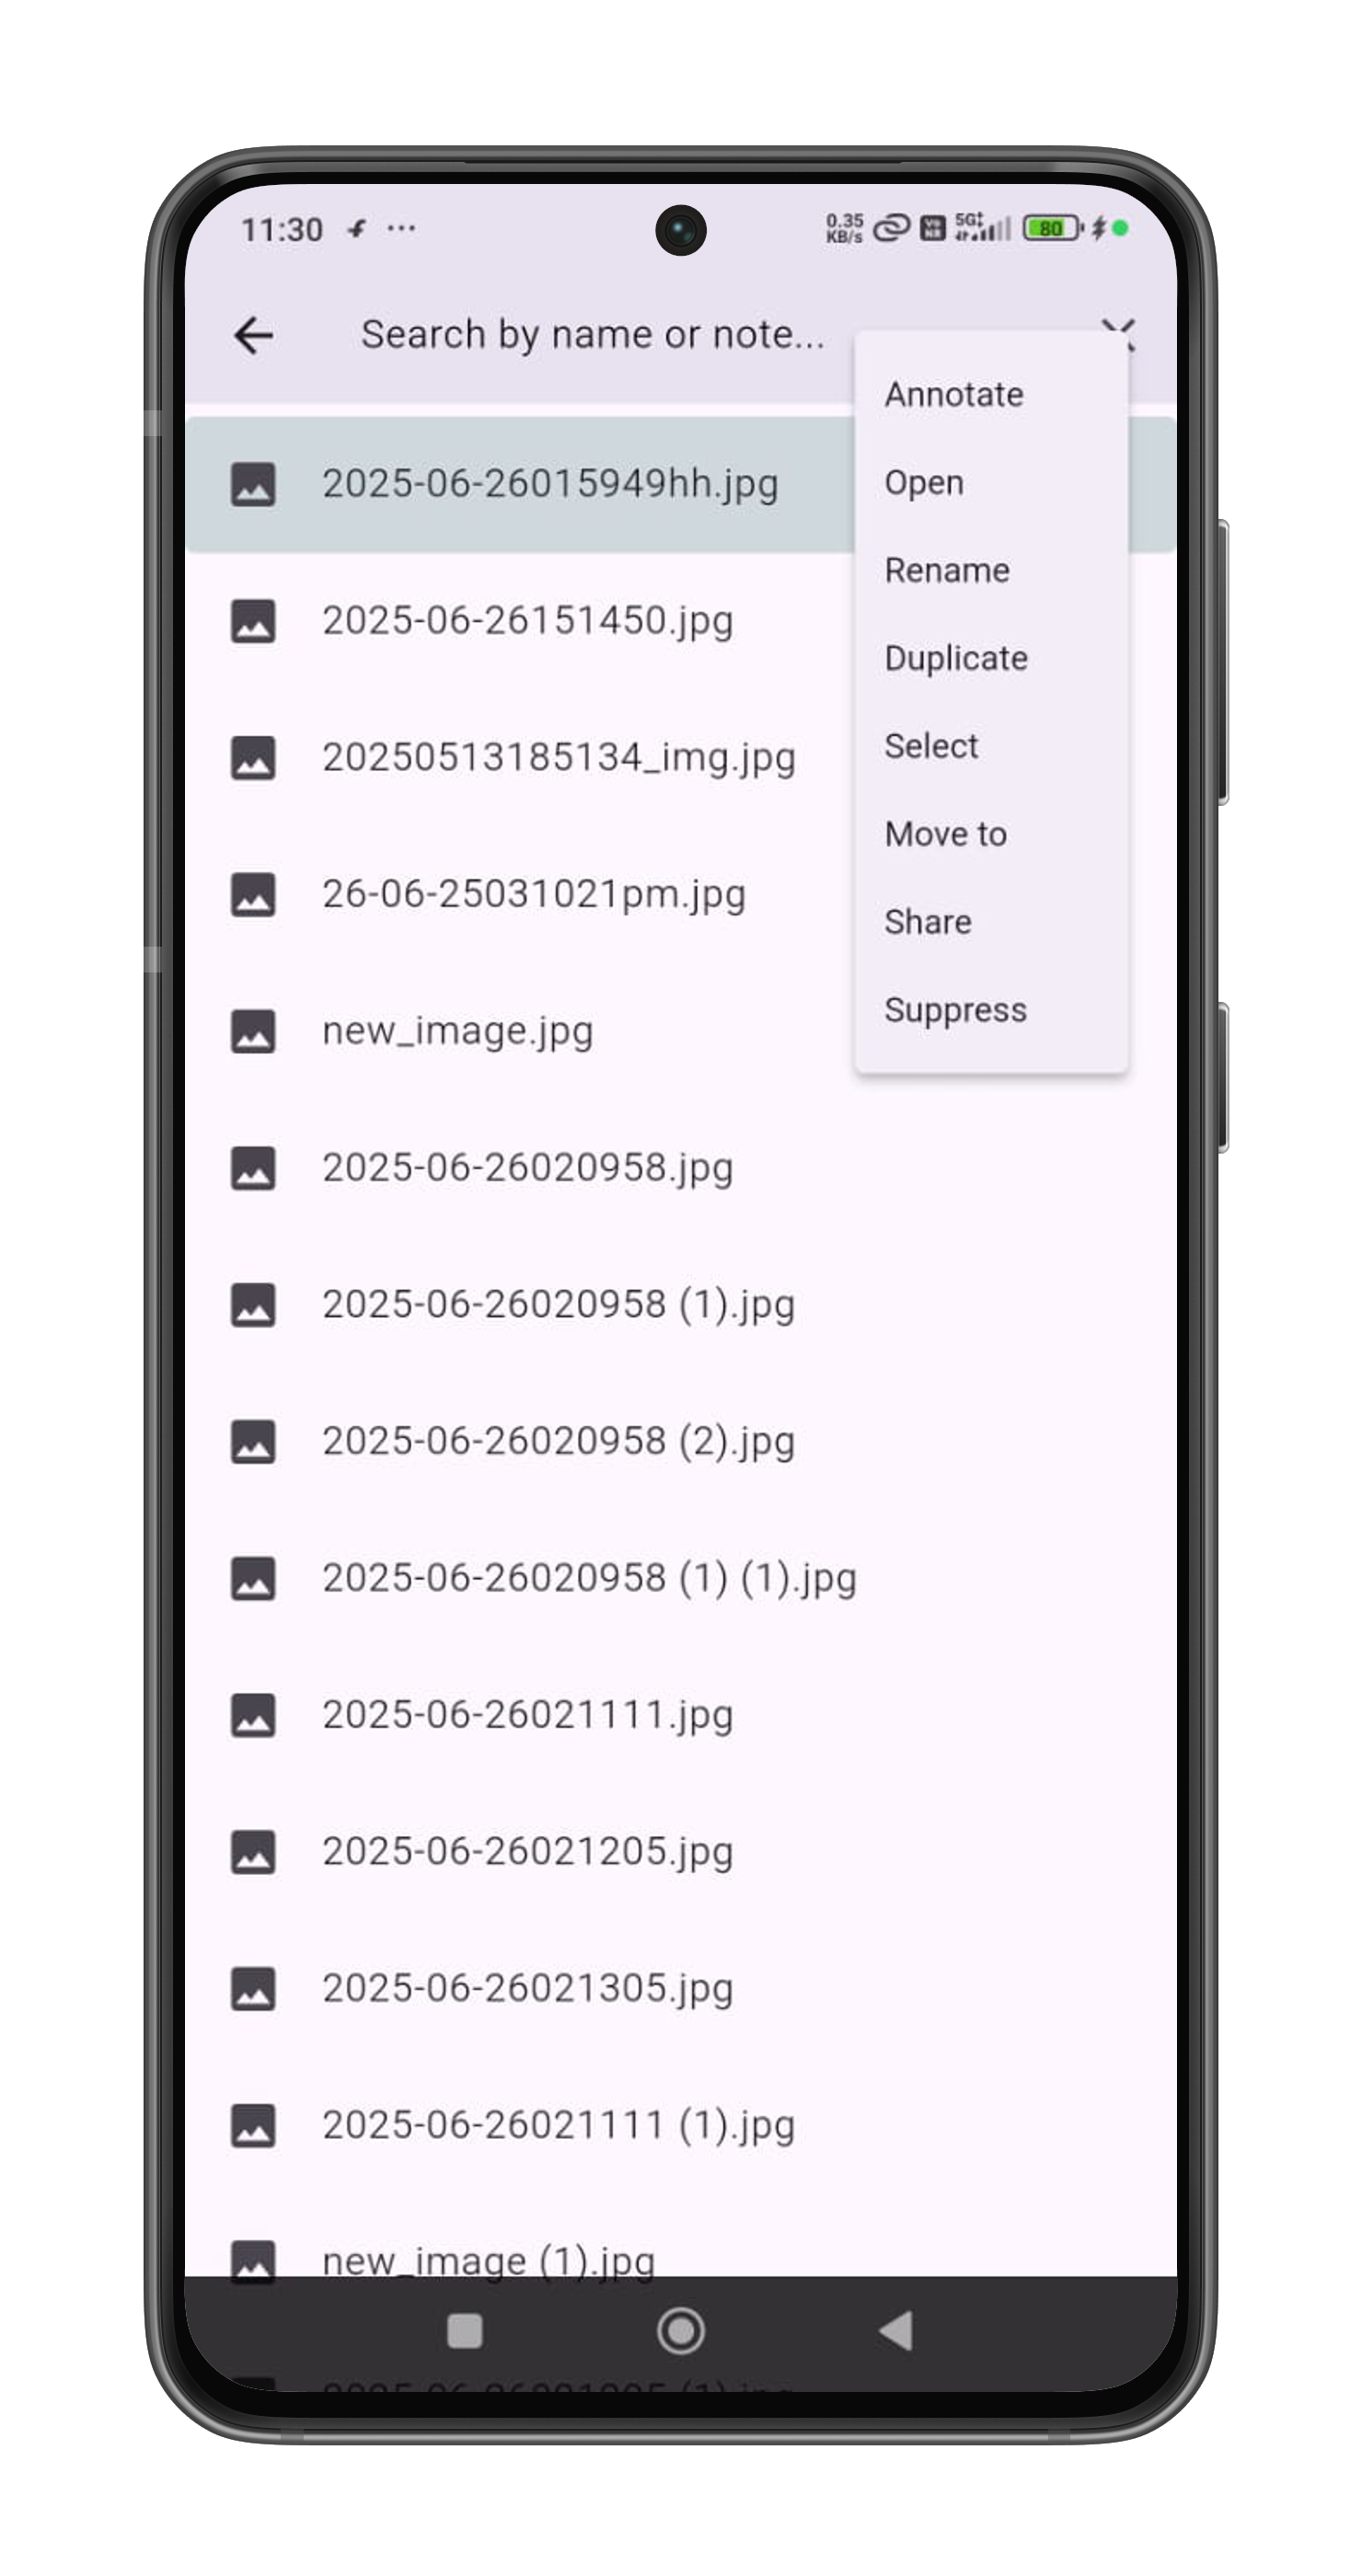 11:30
0.35
KB/s
5G
80
Search by name or note...
Annotate
Open
Rename
Duplicate
Select
Move to
Share
Suppress
2025-06-26015949hh.jpg
2025-06-26151450.jpg
20250513185134_img.jpg
26-06-25031021pm.jpg
new_image.jpg
2025-06-26020958.jpg
2025-06-26020958 (1).jpg
2025-06-26020958 (2).jpg
2025-06-26020958 (1) (1).jpg
2025-06-26021111.jpg
2025-06-26021205.jpg
2025-06-26021305.jpg
2025-06-26021111 (1).jpg
new_image (1).jpg